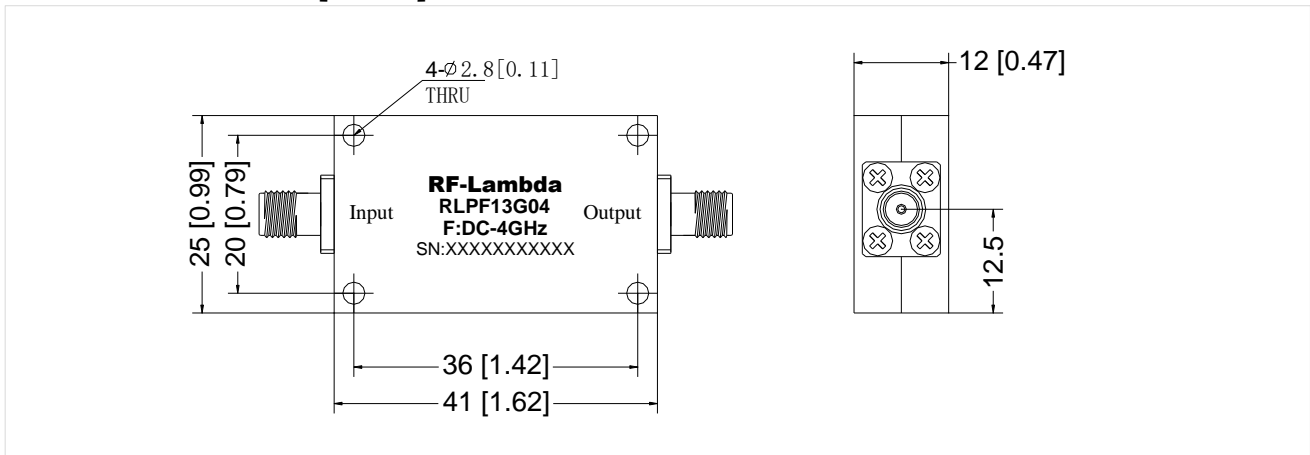 4-Ø2.8[0.11]
THRU
12 [0.47]
25 [0.99]
20 [0.79]
RF-Lambda
RLPF13G04
F:DC-4GHz
SN:XXXXXXXXXXX
Input
Output
12.5
36 [1.42]
41 [1.62]